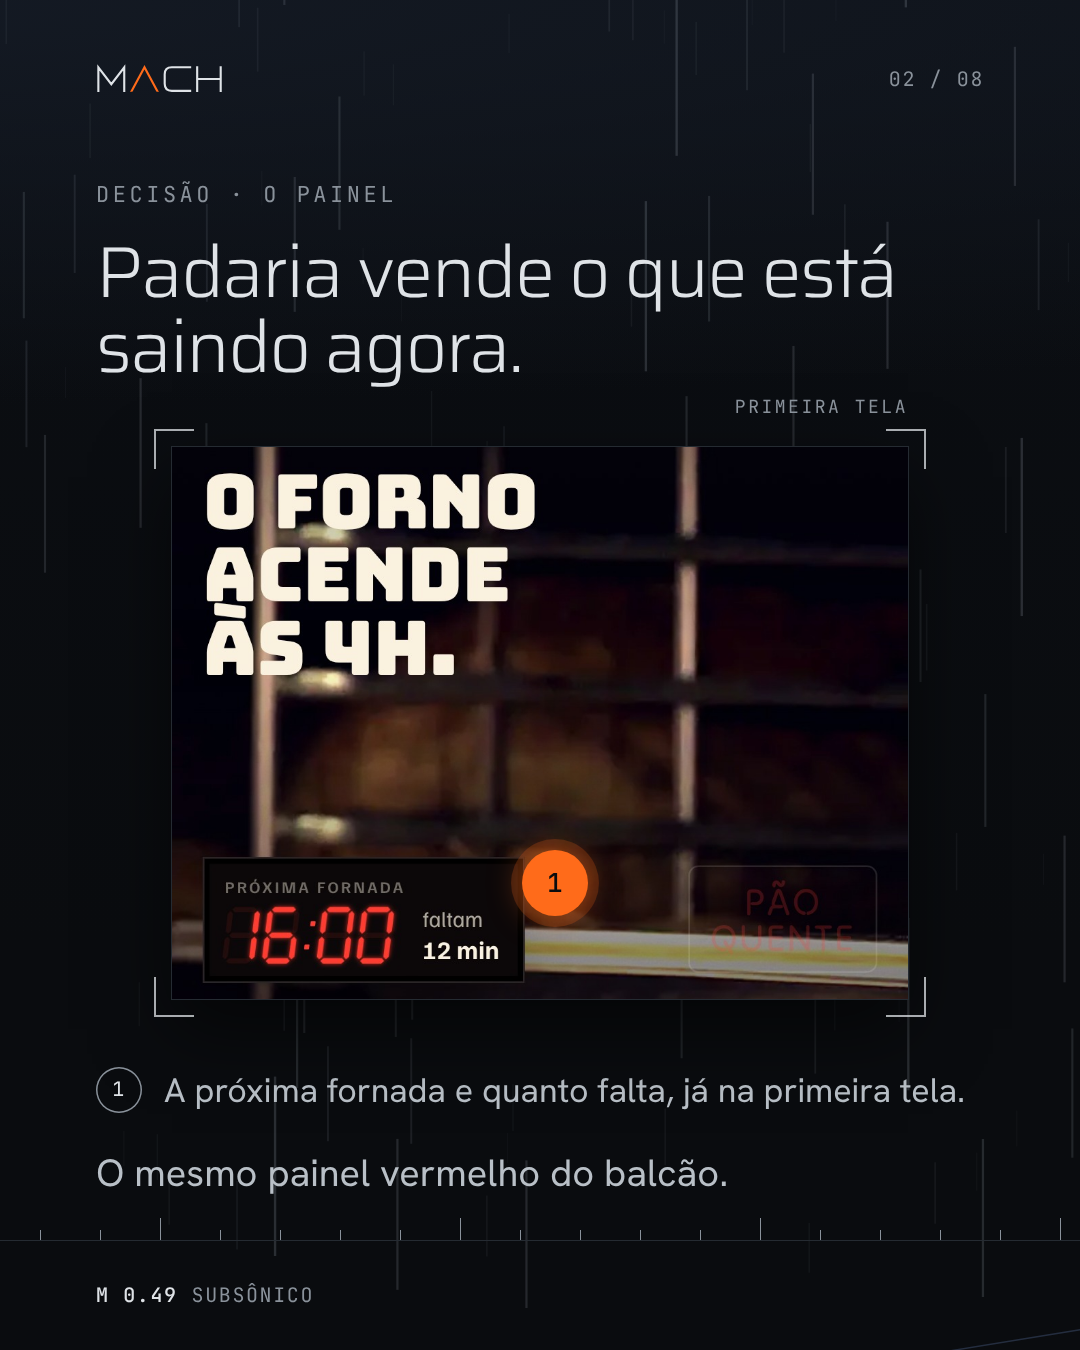 MACH
02 / 08
DECISÃO · O PAINEL
Padaria vende o que está
saindo agora.
PRIMEIRA TELA
O FORNO
ACENDE
ÀS 4H.
PRÓXIMA FORNADA
16:00
faltam
12 min
1
PÃO
QUENTE
1 A próxima fornada e quanto falta, já na primeira tela.
O mesmo painel vermelho do balcão.
M 0.49 SUBSÔNICO